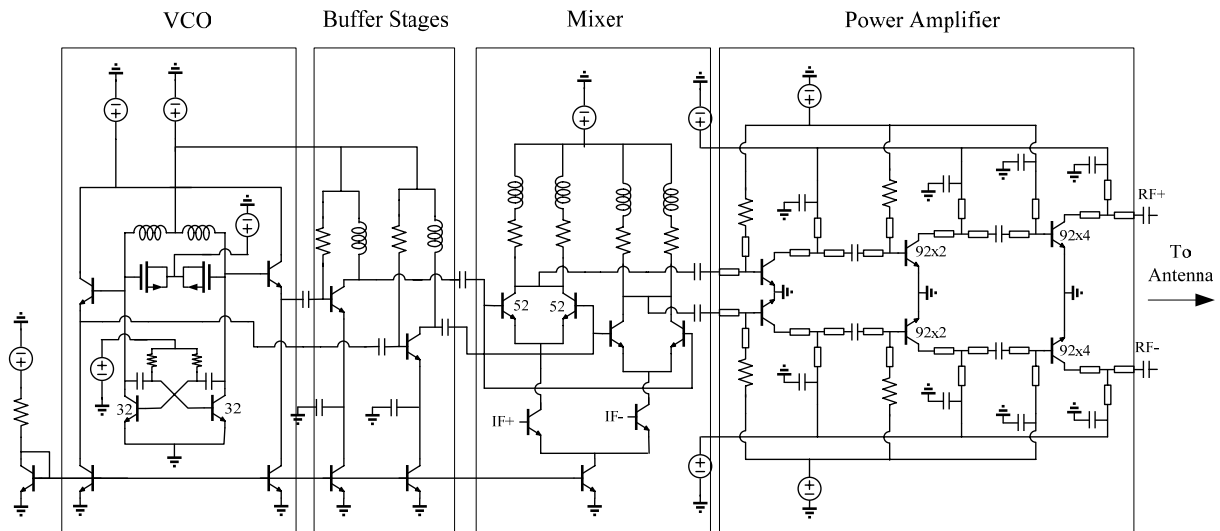 VCO
Buffer Stages
Mixer
Power Amplifier
RF+
92x4
92x2
To
Antenna
52
52
92x2
92x4
RF-
32
32
IF+
IF-